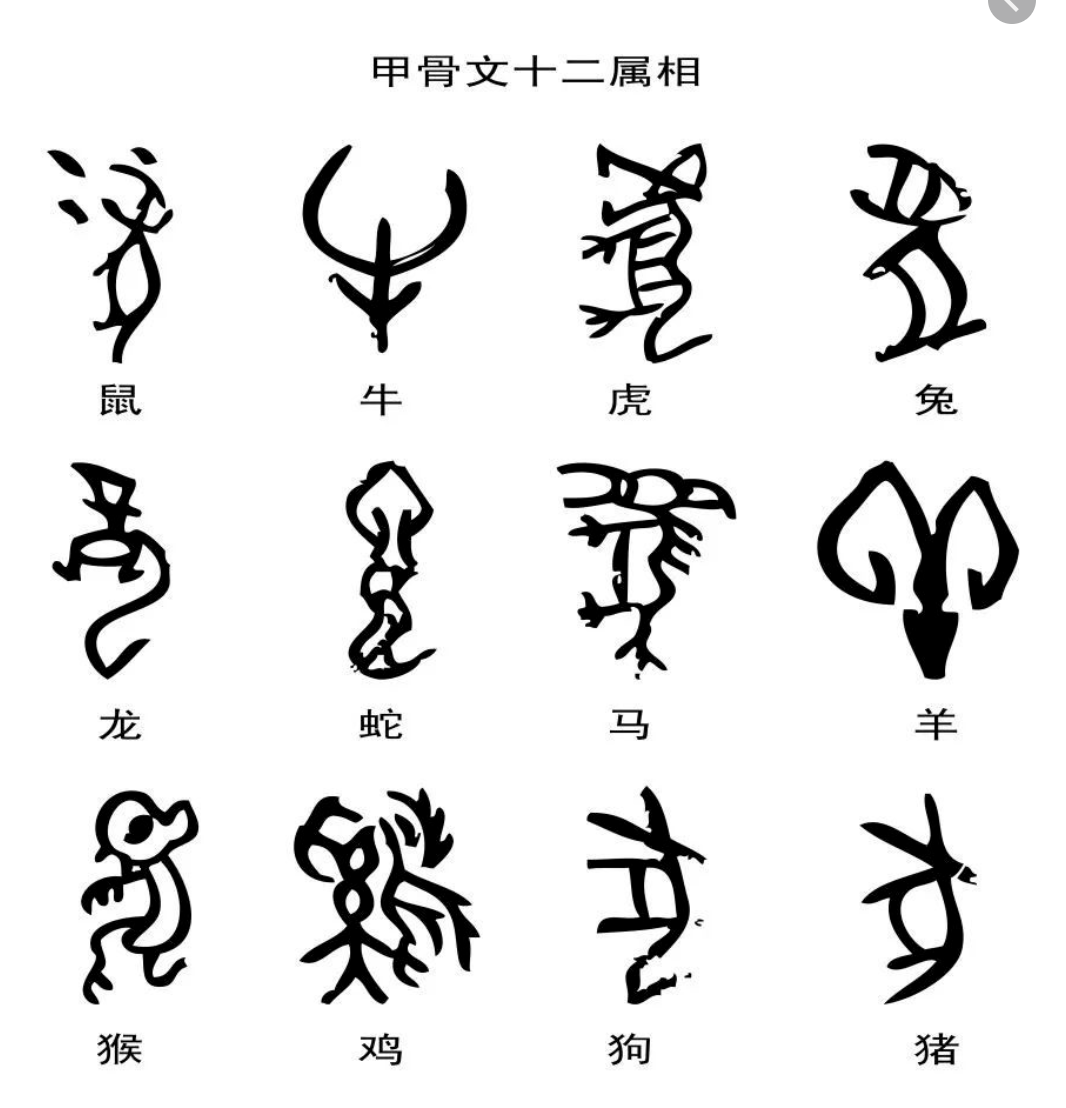 甲骨文十二属相
鼠 牛 虎 兔
龙 蛇 马 羊
猴 鸡 狗 猪